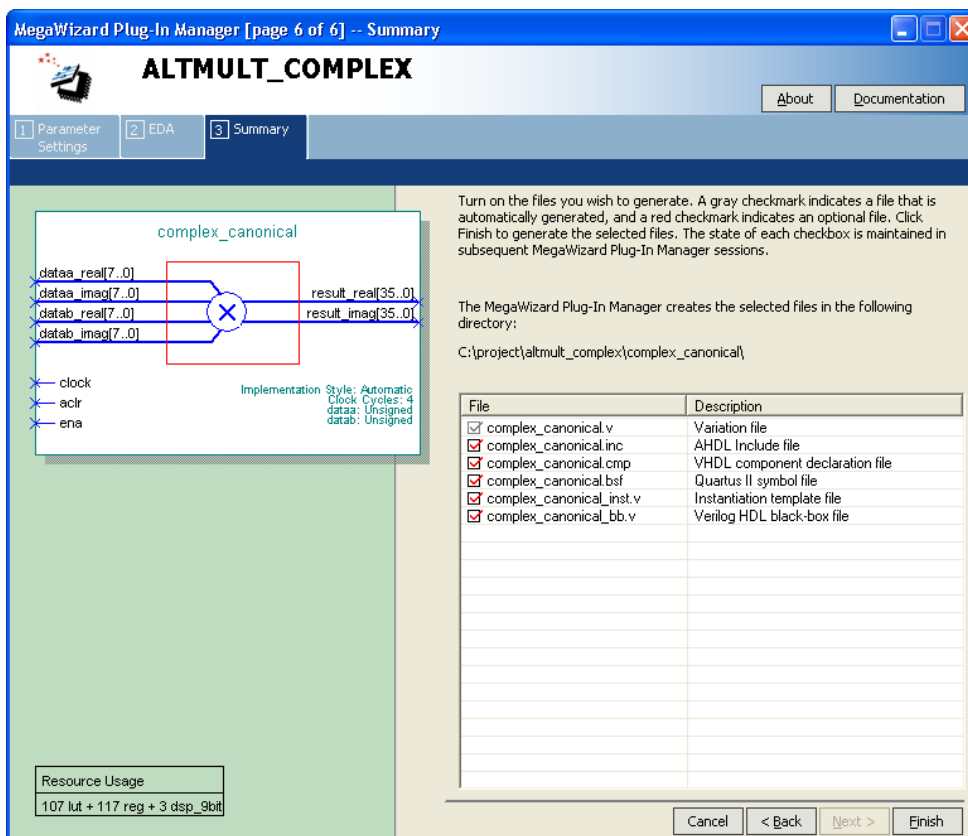 MegaWizard Plug-In Manager [page 6 of 6] -- Summary
ALTMULT_COMPLEX
About
Documentation
1 Parameter Settings
2 EDA
3 Summary
complex_canonical
dataa_real[7..0]
dataa_imag[7..0]
datab_real[7..0]
datab_imag[7..0]
result_real[35..0]
result_imag[35..0]
clock
aclr
ena
Implementation Style: Automatic
Clock Cycles: 4
dataa: Unsigned
datab: Unsigned
Resource Usage
107 lut + 117 reg + 3 dsp_9bit
Turn on the files you wish to generate. A gray checkmark indicates a file that is
automatically generated, and a red checkmark indicates an optional file. Click
Finish to generate the selected files. The state of each checkbox is maintained in
subsequent MegaWizard Plug-In Manager sessions.
The MegaWizard Plug-In Manager creates the selected files in the following
directory:
C:\project\altmult_complex\complex_canonical\
File Description
complex_canonical.v Variation file
complex_canonical.inc AHDL Include file
complex_canonical.cmp VHDL component declaration file
complex_canonical.bsf Quartus II symbol file
complex_canonical_inst.v Instantiation template file
complex_canonical_bb.v Verilog HDL black-box file
Cancel
< Back
Next >
Finish